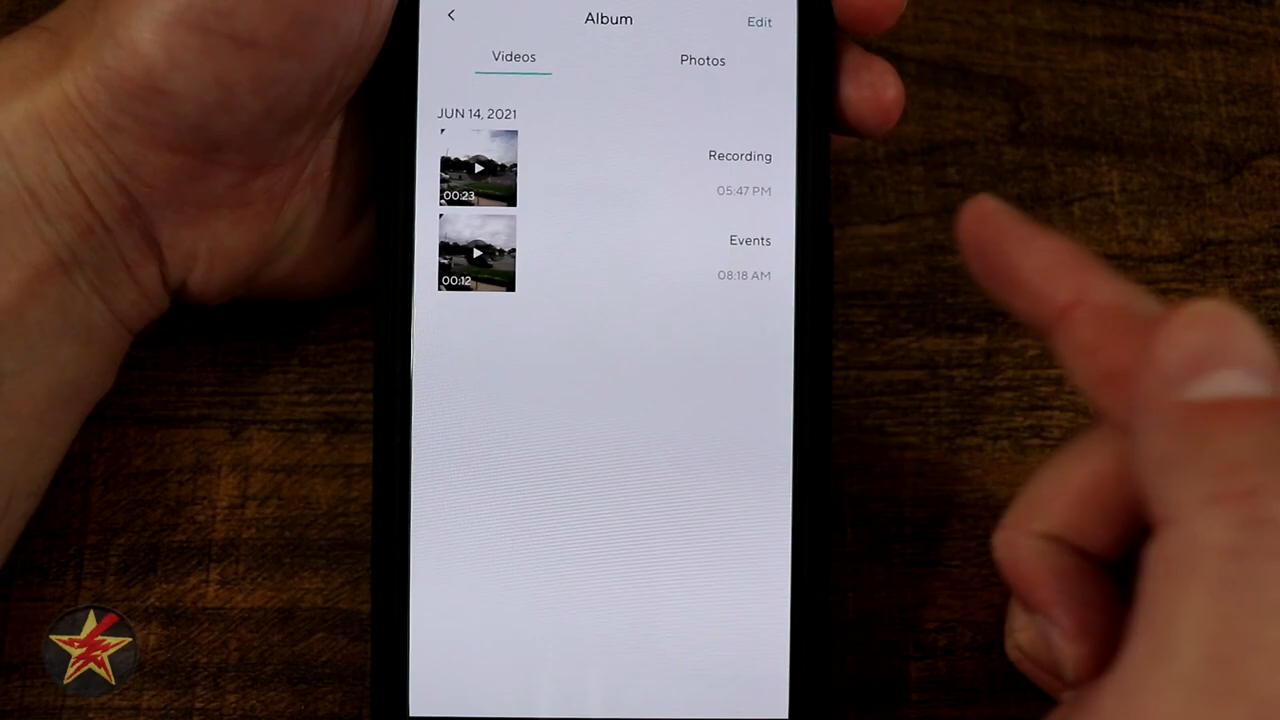 Album
Edit
Videos
Photos
JUN 14, 2021
Recording
00:23
05:47 PM
Events
00:12
08:18 AM